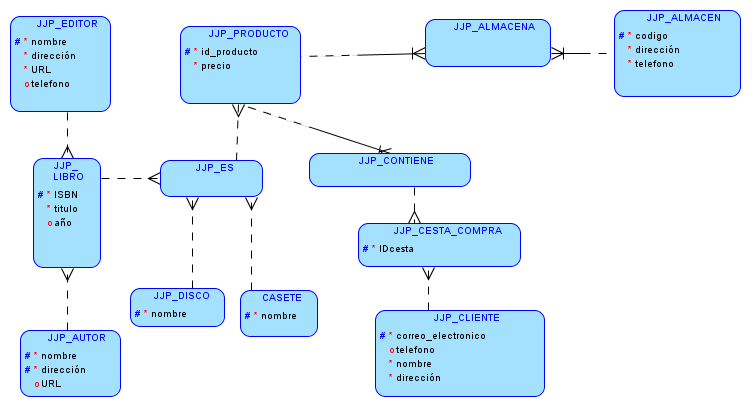 JJP_EDITOR
# * nombre
* dirección
* URL
o telefono
JJP_PRODUCTO
# * id_producto
* precio
JJP_ALMACENA
JJP_ALMACEN
# * codigo
* dirección
* telefono
JJP_
LIBRO
# * ISBN
* titulo
o año
JJP_ES
JJP_CONTIENE
JJP_CESTA_COMPRA
# * IDcesta
JJP_DISCO
# * nombre
CASETE
# * nombre
JJP_AUTOR
# * nombre
# * dirección
o URL
JJP_CLIENTE
# * correo_electronico
o telefono
* nombre
* dirección